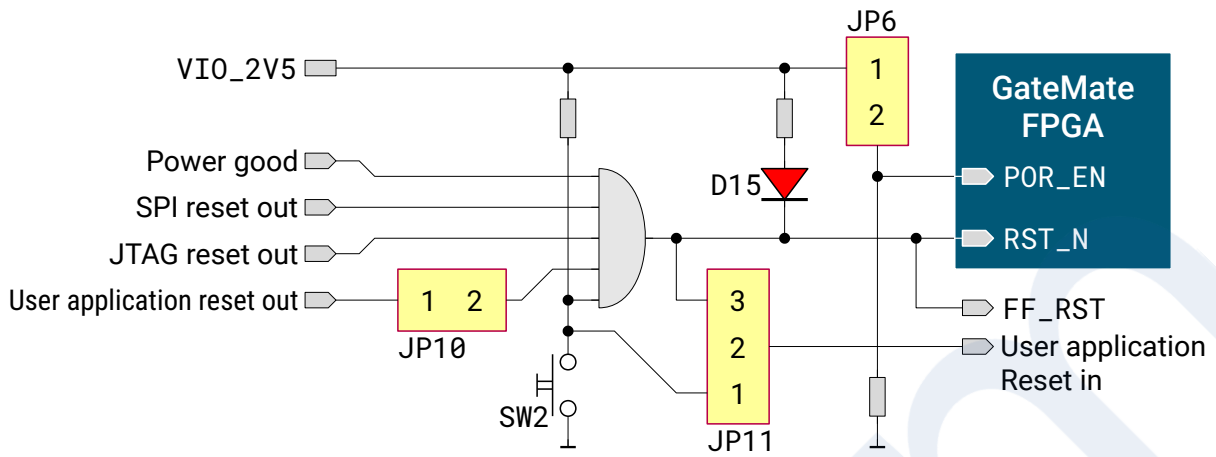 JP6
VIO_2V5
1
2
GateMate
FPGA
Power good
D15
POR_EN
SPI reset out
JTAG reset out
RST_N
User application reset out
1 2
JP10
3
2
1
JP11
FF_RST
User application
Reset in
SW2